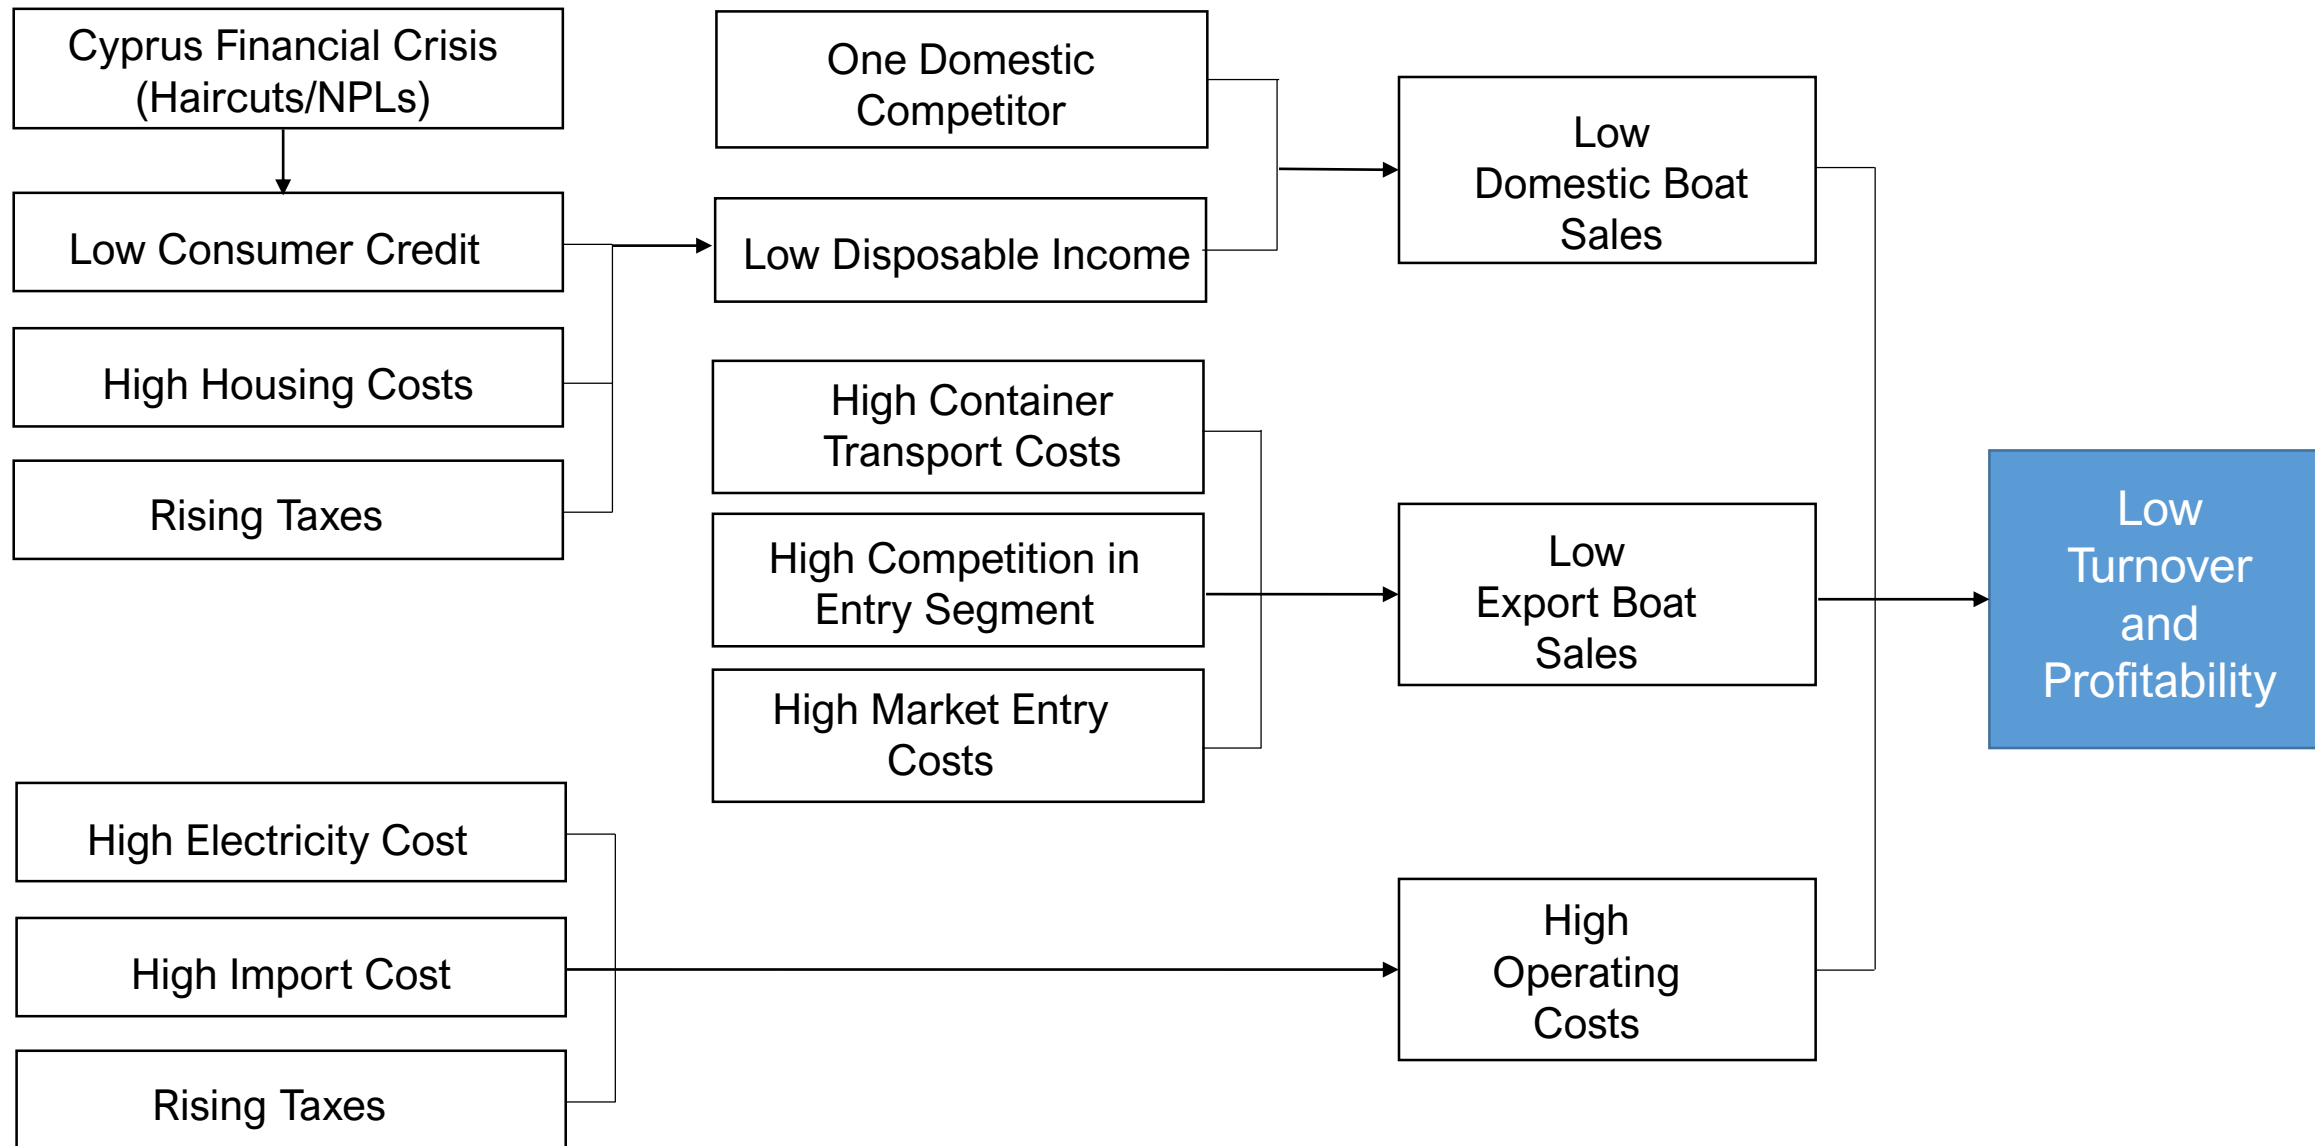 Cyprus Financial Crisis
(Haircuts/NPLs)
Low Consumer Credit
High Housing Costs
Rising Taxes
One Domestic
Competitor
Low Disposable Income
High Container
Transport Costs
High Competition in
Entry Segment
High Market Entry
Costs
High Electricity Cost
High Import Cost
Rising Taxes
Low
Domestic Boat
Sales
Low
Export Boat
Sales
High
Operating
Costs
Low
Turnover
and
Profitability